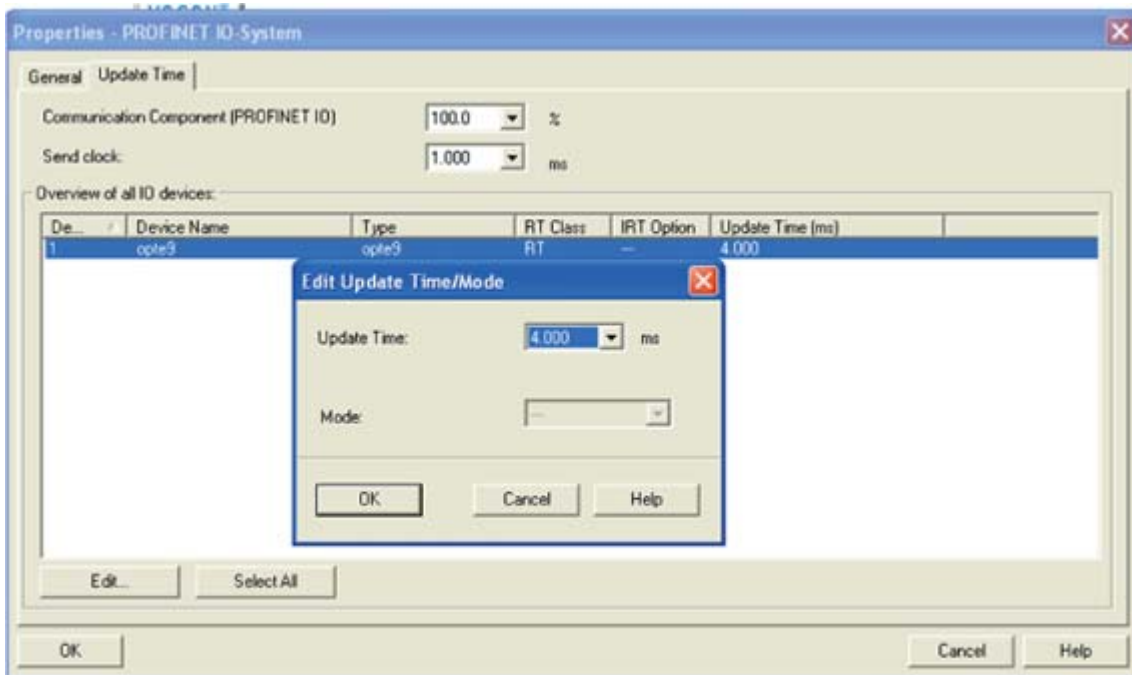 Properties - PROFINET IO-System
General Update Time
Communication Component (PROFINET IO) 100.0 %
Send clock: 1.000 ms
Overview of all IO devices:
De... / Device Name Type RT Class IRT Option Update Time (ms)
1 opte9 opte9 RT --- 4.000
Edit Update Time/Mode
Update Time: 4.000 ms
Mode: ---
OK Cancel Help
Edit... Select All
OK Cancel Help